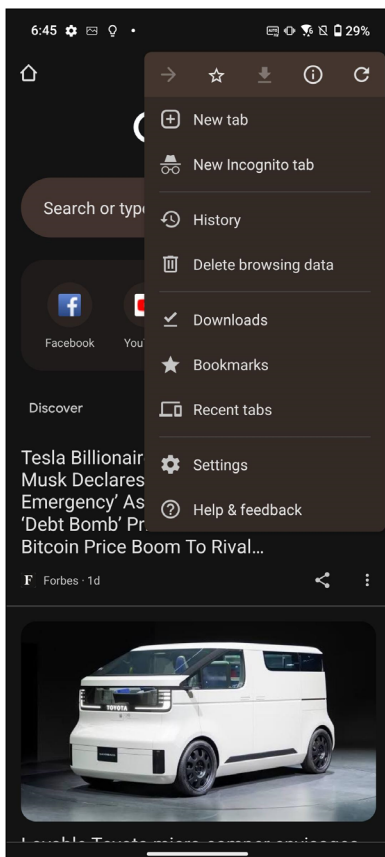 6:45
29%
New tab
New Incognito tab
Search or type
History
Delete browsing data
Downloads
Facebook
Bookmarks
Discover
Recent tabs
Tesla Billionair
Musk Declares
Settings
Emergency' As
'Debt Bomb'
Help & feedback
Bitcoin Price Boom To Rival...
F Forbes · 1d
TOYOTA